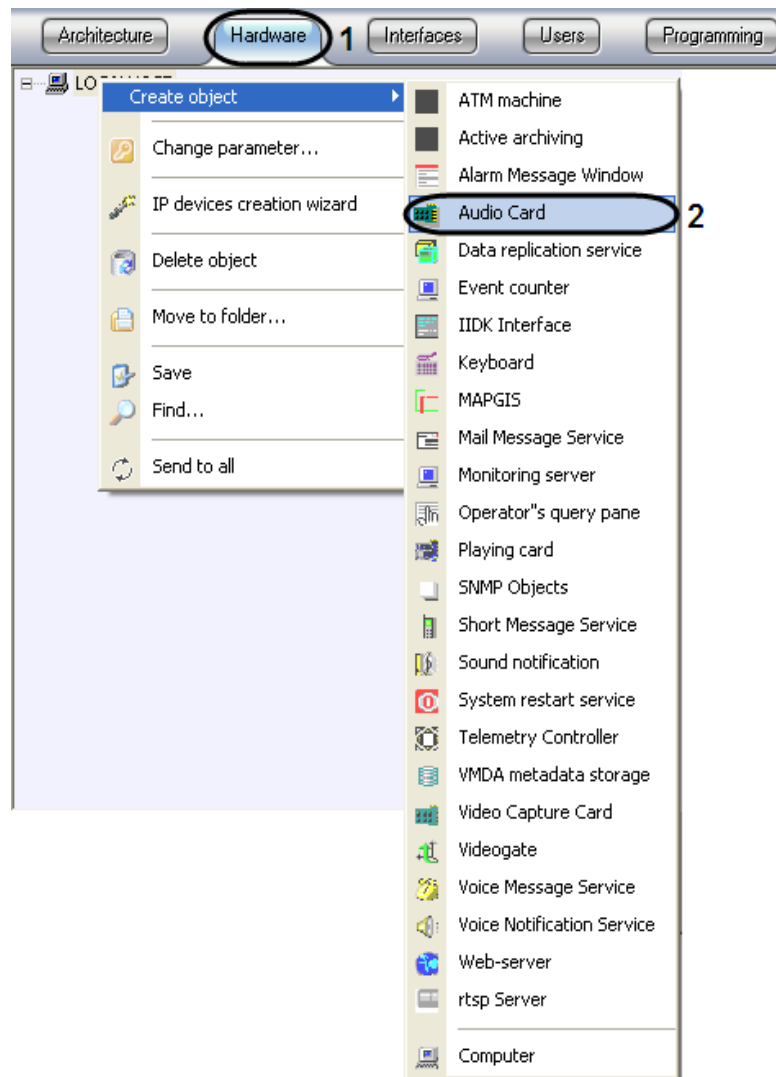 Architecture Hardware 1 Interfaces Users Programming
LO
Create object
Change parameter...
IP devices creation wizard
Delete object
Move to folder...
Save
Find...
Send to all
ATM machine
Active archiving
Alarm Message Window
Audio Card 2
Data replication service
Event counter
IIDK Interface
Keyboard
MAPGIS
Mail Message Service
Monitoring server
Operator"s query pane
Playing card
SNMP Objects
Short Message Service
Sound notification
System restart service
Telemetry Controller
VMDA metadata storage
Video Capture Card
Videogate
Voice Message Service
Voice Notification Service
Web-server
rtsp Server
Computer